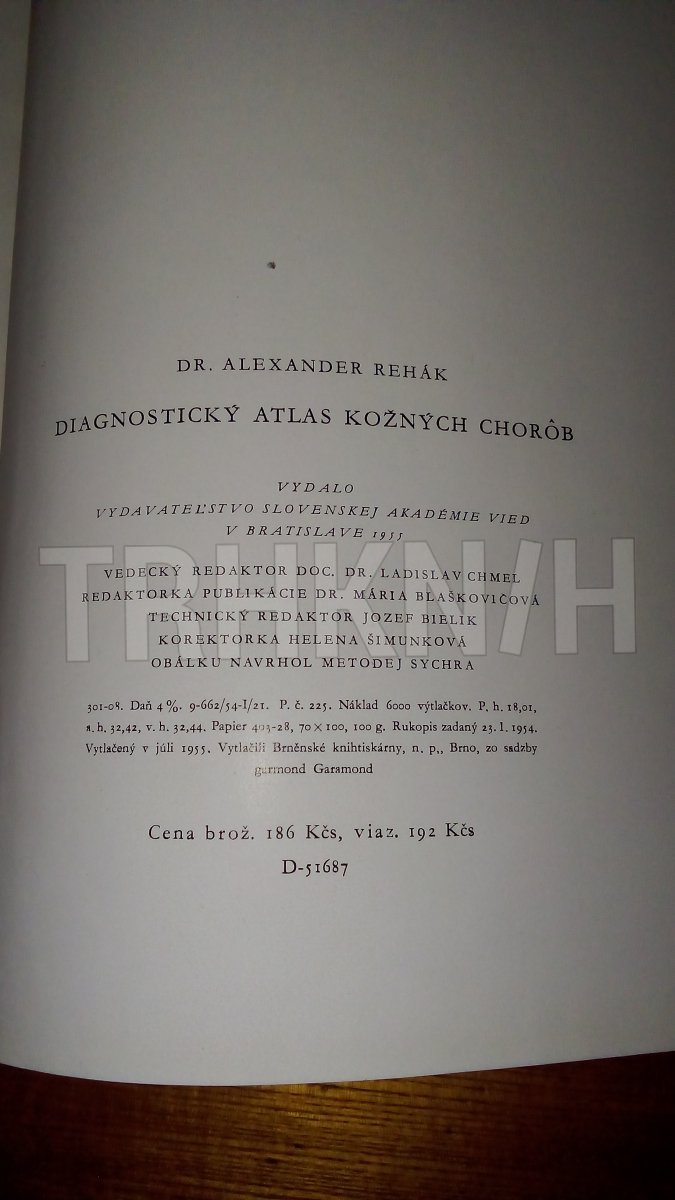 DR. ALEXANDER REHÁK
DIAGNOSTICKÝ ATLAS KOŽNÝCH CHORÔB
VYDALO
VYDAVATEĽSTVO SLOVENSKEJ AKADÉMIE VIED
V BRATISLAVE 1955
TRHKNIH
VEDECKÝ REDAKTOR DOC. DR. LADISLAV CHMEL
REDAKTORKA PUBLIKÁCIE DR. MÁRIA BLAŠKOVIČOVÁ
TECHNICKÝ REDAKTOR JOZEF BIELIK
KOREKTORKA HELENA ŠIMUNKOVÁ
OBÁLKU NAVRHOL METODEJ SYCHRA
301-08. Daň 4%. 9-662/54-I/21. P. č. 225. Náklad 6000 výtlačkov. P. h. 18,01,
a. h. 32,42, v. h. 32,44. Papier 403-28, 70×100, 100 g. Rukopis zadaný 23. I. 1954.
Vytlačený v júli 1955. Vytlačili Brněnské knihtiskárny, n. p., Brno, zo sadzby
garmond Garamond
Cena brož. 186 Kčs, viaz. 192 Kčs
D-51687